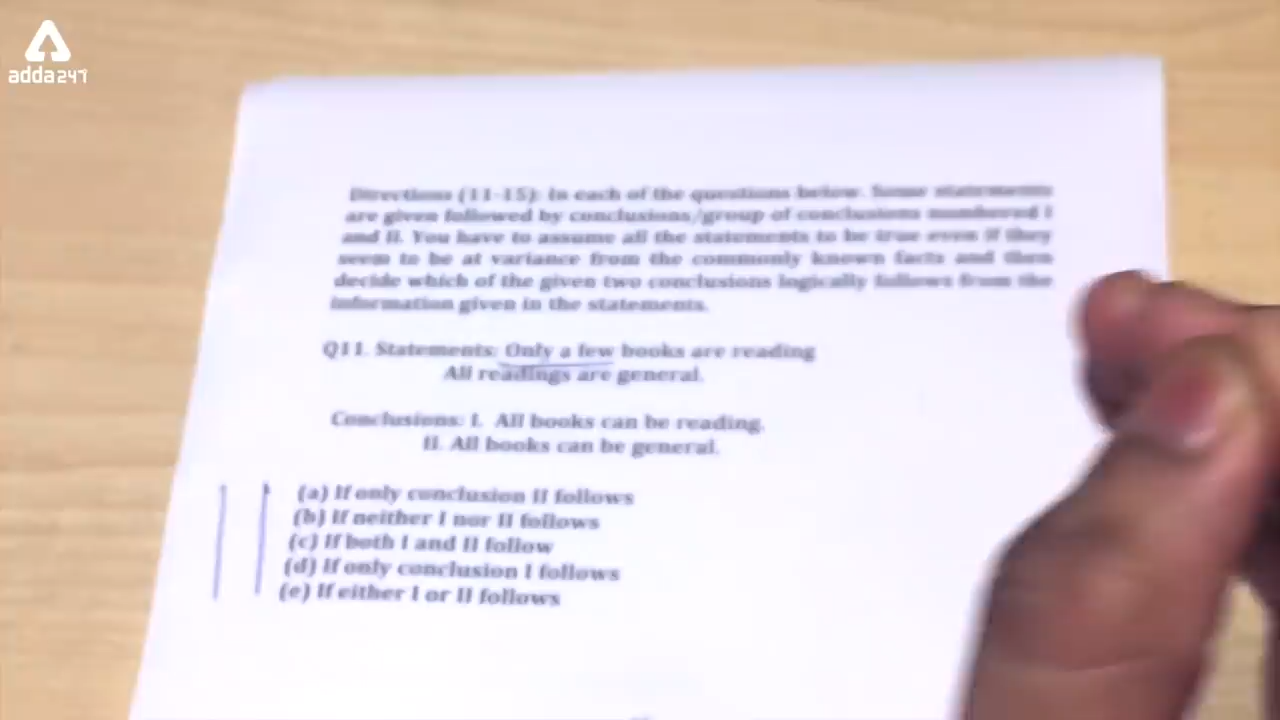 adda247
Directions (11-15): In each of the questions below. Some statements
are given followed by conclusions/group of conclusions numbered I
and II. You have to assume all the statements to be true even if they
seem to be at variance from the commonly known facts and then
decide which of the given two conclusions logically follows from the
information given in the statements.
Q11. Statements: Only a few books are reading
All readings are general.
Conclusions: I. All books can be reading.
II. All books can be general.
(a) If only conclusion II follows
(b) If neither I nor II follows
(c) If both I and II follow
(d) If only conclusion I follows
(e) If either I or II follows